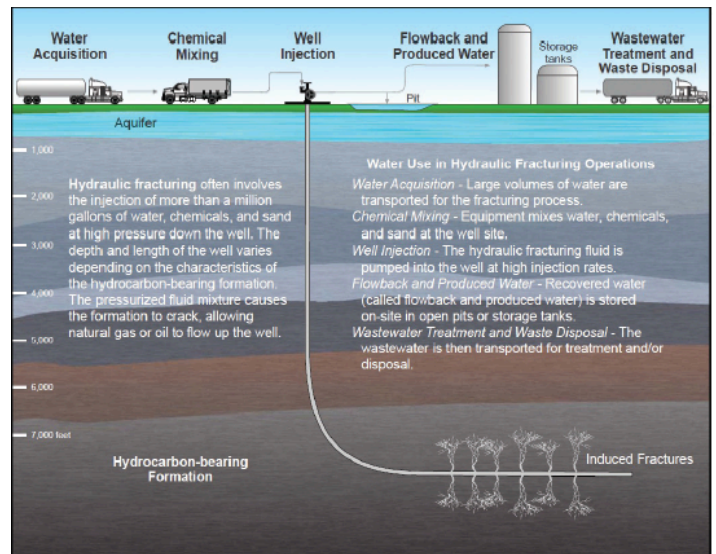 Water
Acquisition
Chemical
Mixing
Well
Injection
Flowback and
Produced Water
Storage
tanks
Wastewater
Treatment and
Waste Disposal
Pit
Aquifer
1,000
2,000
3,000
4,000
5,000
6,000
7,000 feet
Hydraulic fracturing often involves
the injection of more than a million
gallons of water, chemicals, and sand
at high pressure down the well. The
depth and length of the well varies
depending on the characteristics of
the hydrocarbon-bearing formation.
The pressurized fluid mixture causes
the formation to crack, allowing
natural gas or oil to flow up the well.
Water Use in Hydraulic Fracturing Operations
Water Acquisition - Large volumes of water are
transported for the fracturing process.
Chemical Mixing - Equipment mixes water, chemicals,
and sand at the well site.
Well Injection - The hydraulic fracturing fluid is
pumped into the well at high injection rates.
Flowback and Produced Water - Recovered water
(called flowback and produced water) is stored
on-site in open pits or storage tanks.
Wastewater Treatment and Waste Disposal - The
wastewater is then transported for treatment and/or
disposal.
Hydrocarbon-bearing
Formation
Induced Fractures